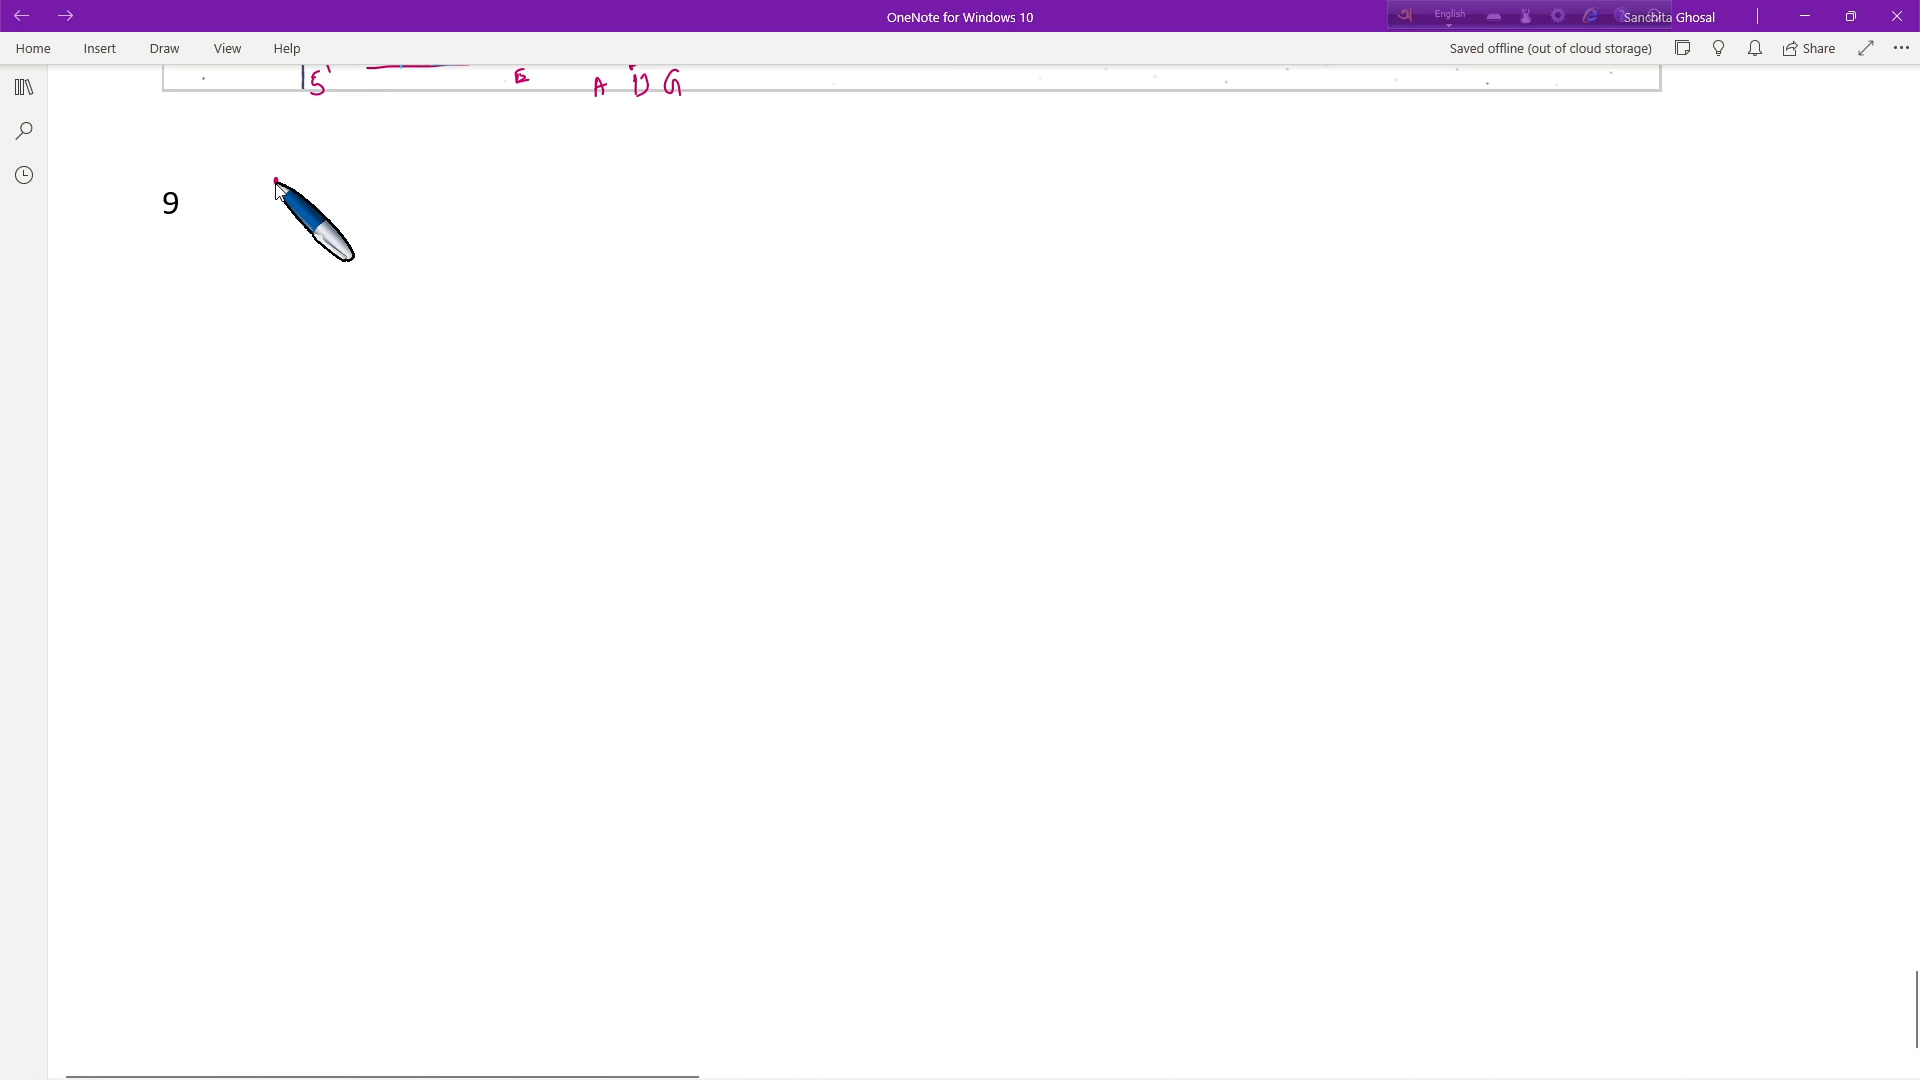 OneNote for Windows 10
English
Sanchita Ghosal
Home Insert Draw View Help
Saved offline (out of cloud storage)
Share
S' E A D G
9